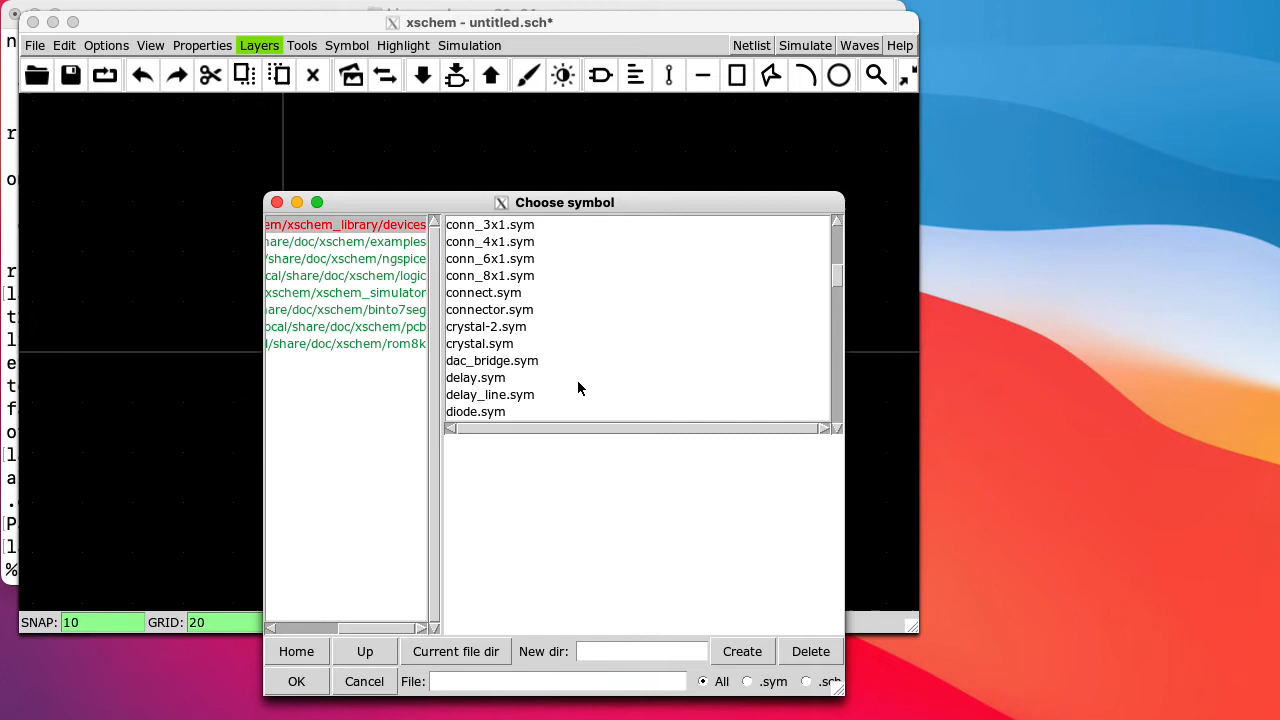 xschem - untitled.sch*
File Edit Options View Properties Layers Tools Symbol Highlight Simulation Netlist Simulate Waves Help
Choose symbol
em/xschem_library/devices
hare/doc/xschem/examples
/share/doc/xschem/ngspice
cal/share/doc/xschem/logic
xschem/xschem_simulator
are/doc/xschem/binto7seg
ocal/share/doc/xschem/pcb
l/share/doc/xschem/rom8k
conn_3x1.sym
conn_4x1.sym
conn_6x1.sym
conn_8x1.sym
connect.sym
connector.sym
crystal-2.sym
crystal.sym
dac_bridge.sym
delay.sym
delay_line.sym
diode.sym
SNAP: 10 GRID: 20
Home Up Current file dir New dir: Create Delete
OK Cancel File: All .sym .sch